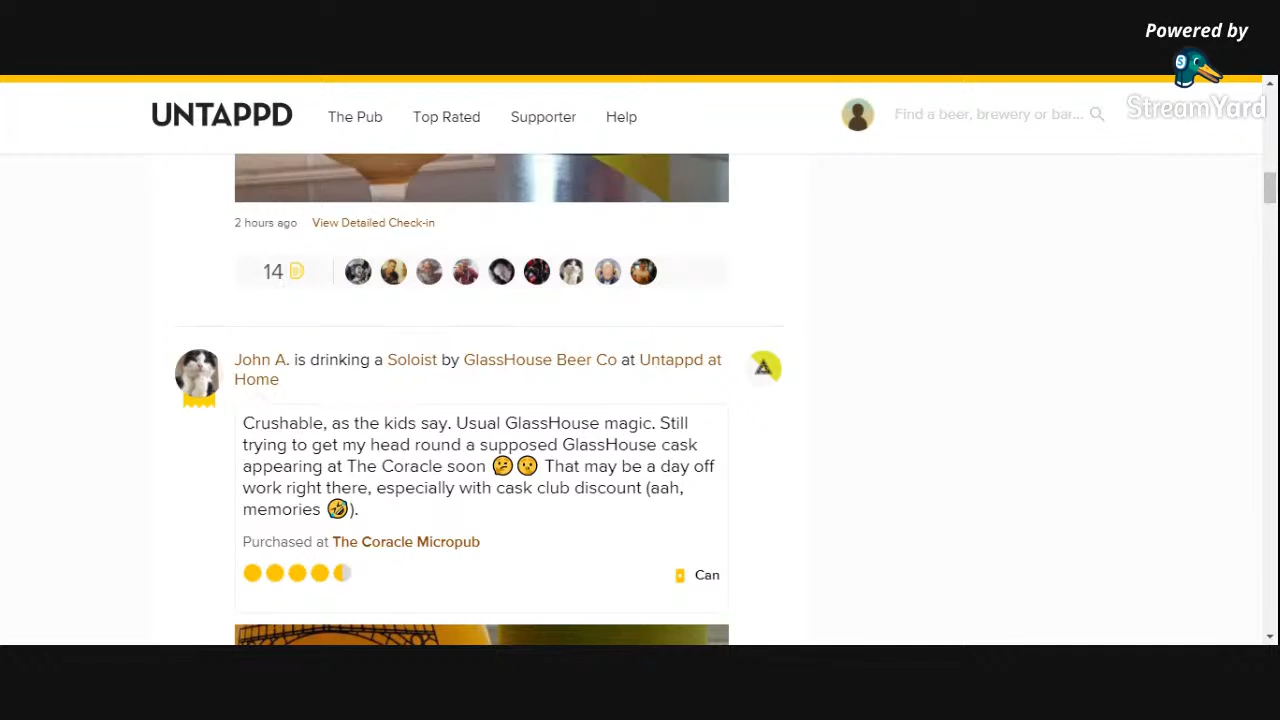 Powered by
StreamYard
UNTAPPD
The Pub
Top Rated
Supporter
Help
Find a beer, brewery or bar...
2 hours ago
View Detailed Check-in
14
John A. is drinking a Soloist by GlassHouse Beer Co at Untappd at
Home
Crushable, as the kids say. Usual GlassHouse magic. Still
trying to get my head round a supposed GlassHouse cask
appearing at The Coracle soon 🤔🤫 That may be a day off
work right there, especially with cask club discount (aah,
memories 🤣).
Purchased at The Coracle Micropub
Can